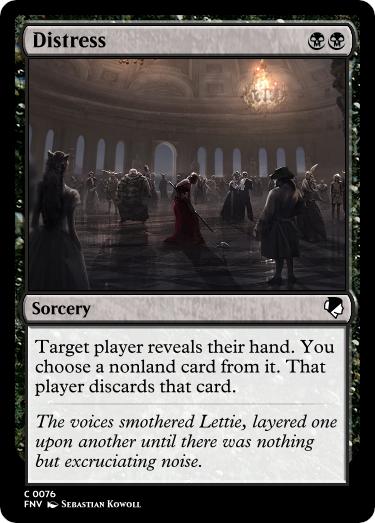 Distress
Sorcery
Target player reveals their hand. You
choose a nonland card from it. That
player discards that card.
The voices smothered Lettie, layered one
upon another until there was nothing
but excruciating noise.
C 0076
FNV Sebastian Kowoll